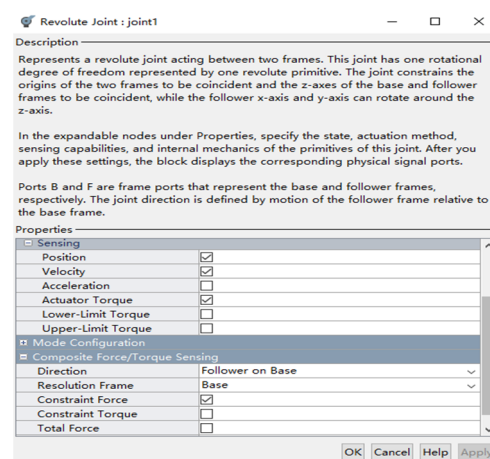 Revolute Joint : joint1
Description
Represents a revolute joint acting between two frames. This joint has one rotational
degree of freedom represented by one revolute primitive. The joint constrains the
origins of the two frames to be coincident and the z-axes of the base and follower
frames to be coincident, while the follower x-axis and y-axis can rotate around the
z-axis.
In the expandable nodes under Properties, specify the state, actuation method,
sensing capabilities, and internal mechanics of the primitives of this joint. After you
apply these settings, the block displays the corresponding physical signal ports.
Ports B and F are frame ports that represent the base and follower frames,
respectively. The joint direction is defined by motion of the follower frame relative to
the base frame.
Properties
Sensing
Position
Velocity
Acceleration
Actuator Torque
Lower-Limit Torque
Upper-Limit Torque
Mode Configuration
Composite Force/Torque Sensing
Direction Follower on Base
Resolution Frame Base
Constraint Force
Constraint Torque
Total Force
OK Cancel Help Apply